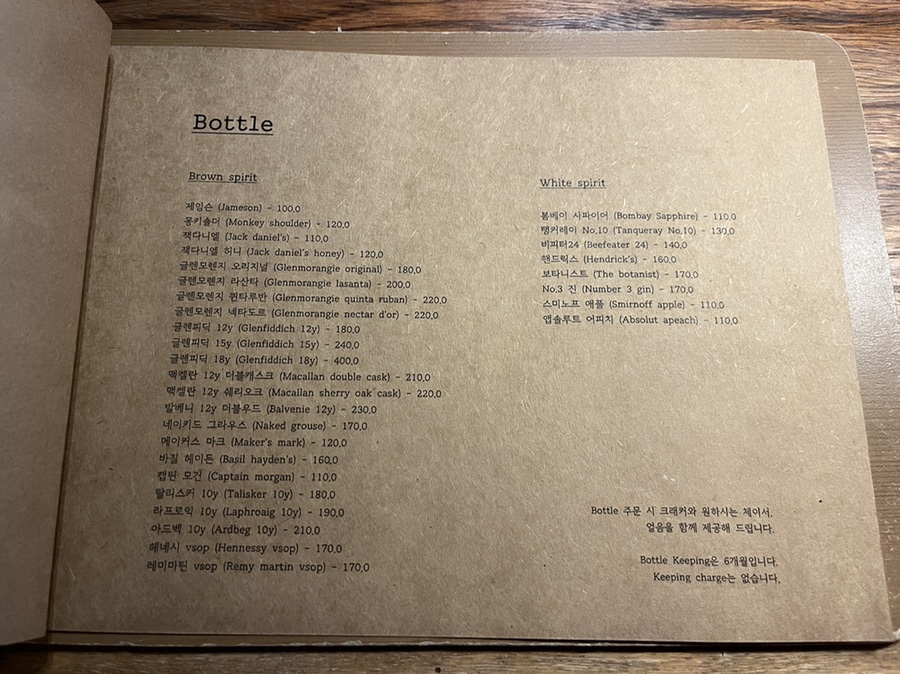 Bottle
Brown spirit
제임슨 (Jameson) - 100,0
몽키숄더 (Monkey shoulder) - 120,0
잭다니엘 (Jack daniel's) - 110,0
잭다니엘 허니 (Jack daniel's honey) - 120,0
글렌모렌지 오리지널 (Glenmorangie original) - 180,0
글렌모렌지 라산타 (Glenmorangie lasanta) - 200,0
글렌모렌지 퀸타루반 (Glenmorangie quinta ruban) - 220,0
글렌모렌지 넥타도르 (Glenmorangie nectar d'or) - 220,0
글렌피딕 12y (Glenfiddich 12y) - 180,0
글렌피딕 15y (Glenfiddich 15y) - 240,0
글렌피딕 18y (Glenfiddich 18y) - 400,0
맥켈란 12y 더블캐스크 (Macallan double cask) - 210,0
맥켈란 12y 쉐리오크 (Macallan sherry oak cask) - 220,0
발베니 12y 더블우드 (Balvenie 12y) - 230,0
네이키드 그라우스 (Naked grouse) - 170,0
메이커스 마크 (Maker's mark) - 120,0
바질 헤이든 (Basil hayden's) - 160,0
캡틴 모건 (Captain morgan) - 110,0
탈리스커 10y (Talisker 10y) - 180,0
라프로익 10y (Laphroaig 10y) - 190,0
아드벡 10y (Ardbeg 10y) - 210,0
헤네시 vsop (Hennessy vsop) - 170,0
레미마틴 vsop (Remy martin vsop) - 170,0
White spirit
봄베이 사파이어 (Bombay Sapphire) - 110,0
탱커레이 No.10 (Tanqueray No.10) - 130,0
비피터24 (Beefeater 24) - 140,0
핸드릭스 (Hendrick's) - 160,0
보타니스트 (The botanist) - 170,0
No.3 진 (Number 3 gin) - 170,0
스미노프 애플 (Smirnoff apple) - 110,0
앱솔루트 어피치 (Absolut apeach) - 110,0
Bottle 주문 시 크래커와 원하시는 체이서,
얼음을 함께 제공해 드립니다.
Bottle Keeping은 6개월입니다.
Keeping charge는 없습니다.